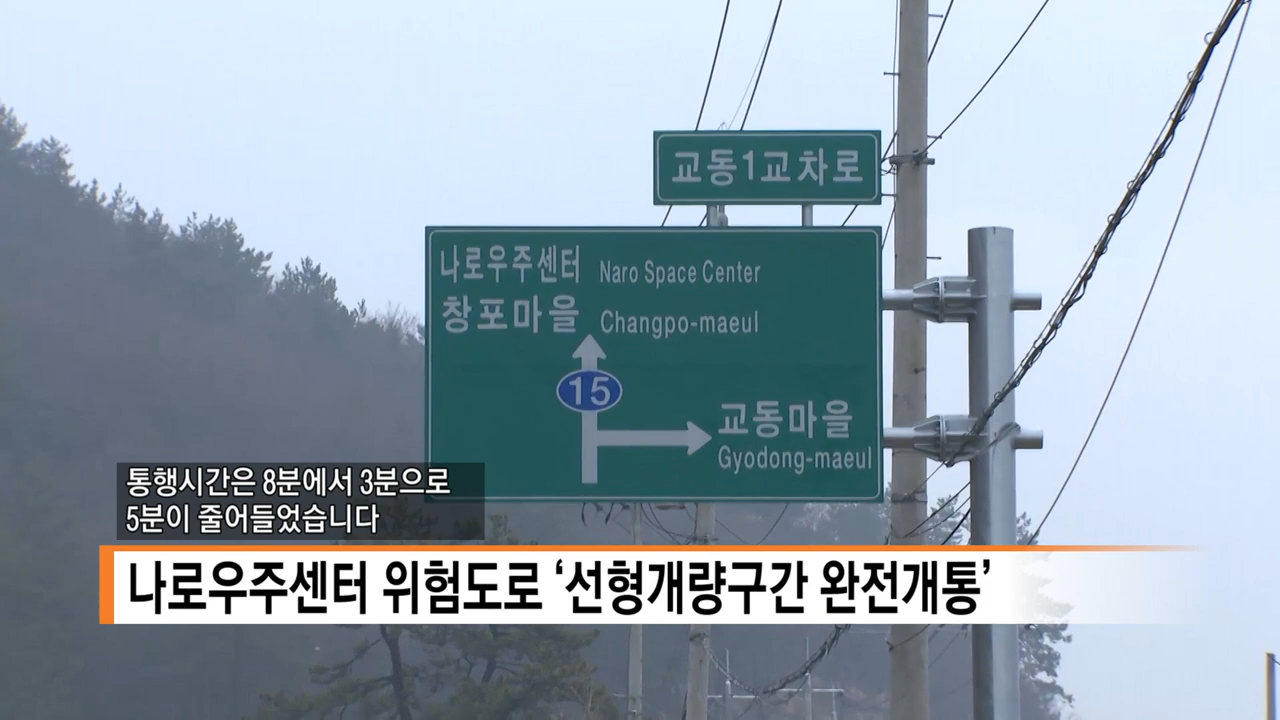 교동1교차로
나로우주센터 Naro Space Center
창포마을 Changpo-maeul
15
교동마을
Gyodong-maeul
통행시간은 8분에서 3분으로
5분이 줄어들었습니다
나로우주센터 위험도로 ‘선형개량구간 완전개통’